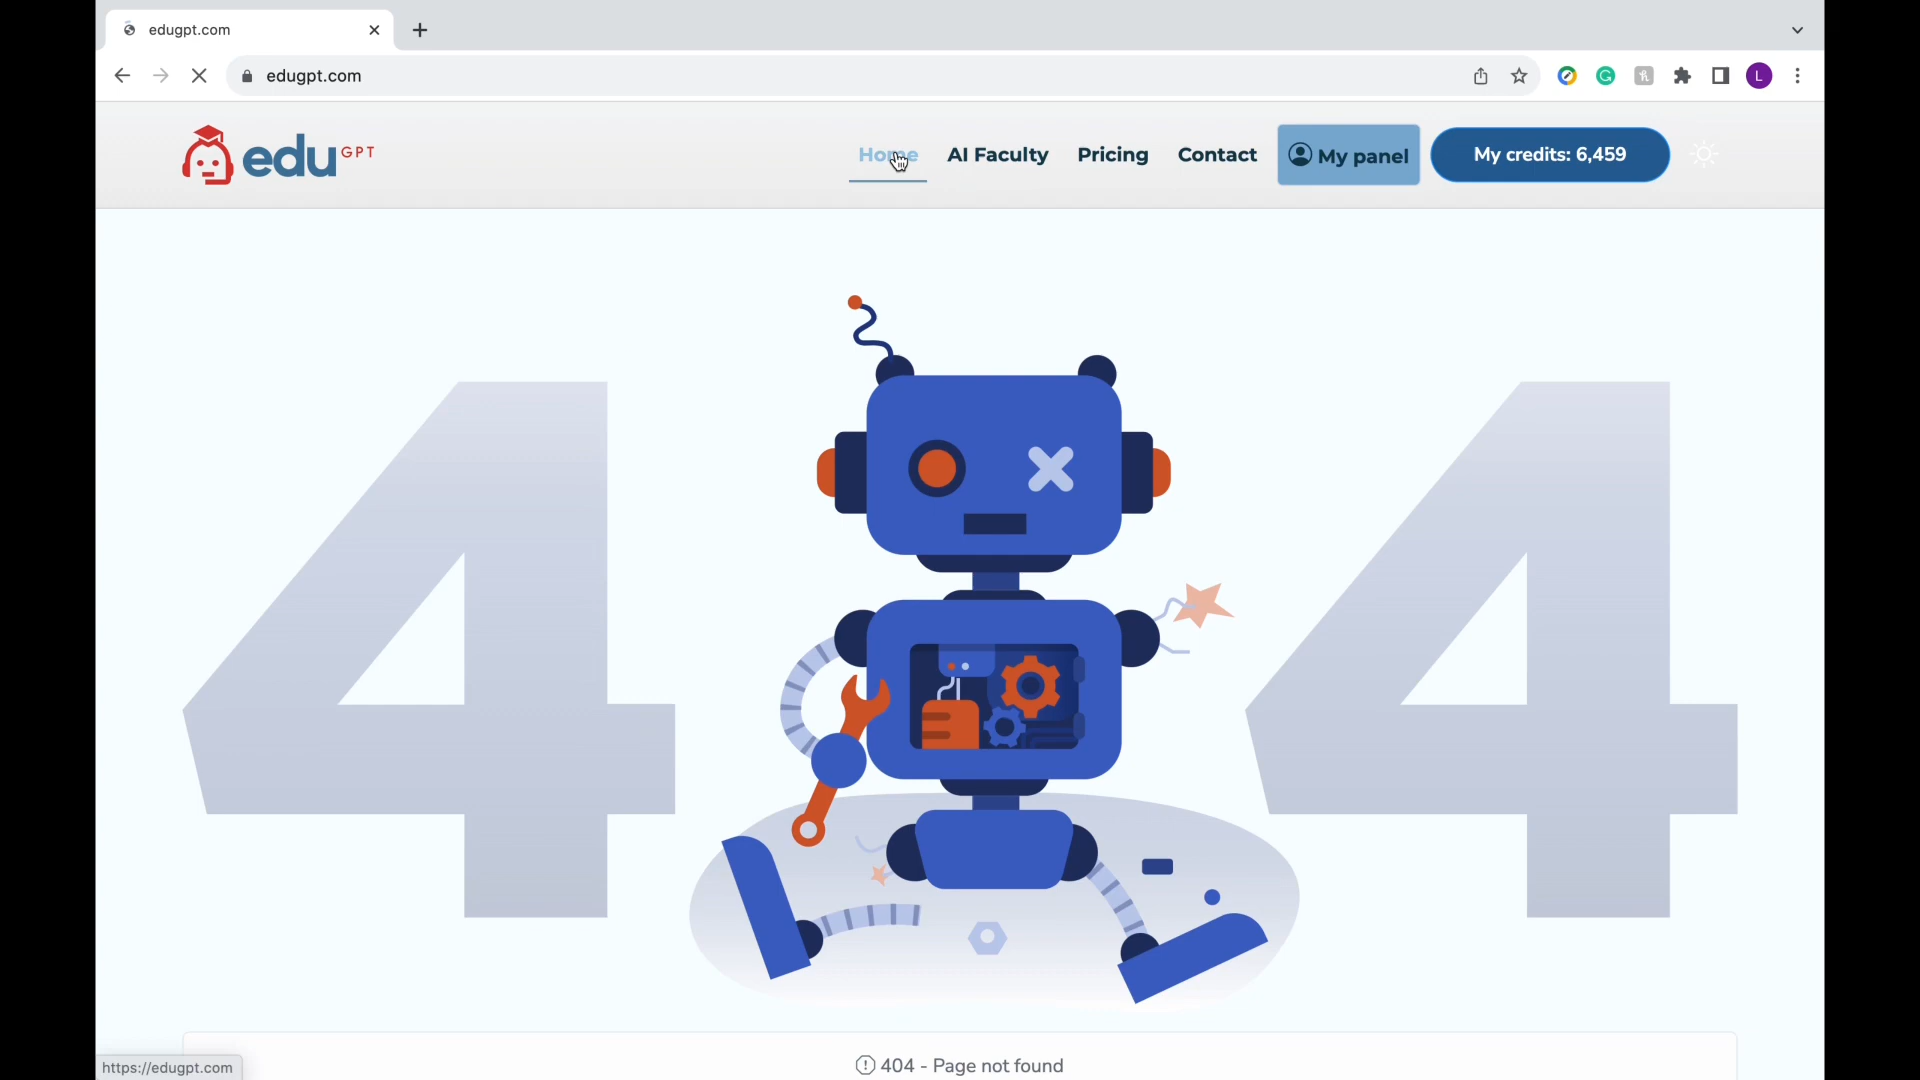 edugpt.com
edugpt.com
L
edu GPT
Home
AI Faculty
Pricing
Contact
My panel
My credits: 6,459
4 4
404 - Page not found
https://edugpt.com